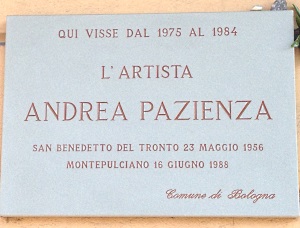 QUI VISSE DAL 1975 AL 1984
L'ARTISTA
ANDREA PAZIENZA
SAN BENEDETTO DEL TRONTO 23 MAGGIO 1956
MONTEPULCIANO 16 GIUGNO 1988
Comune di Bologna